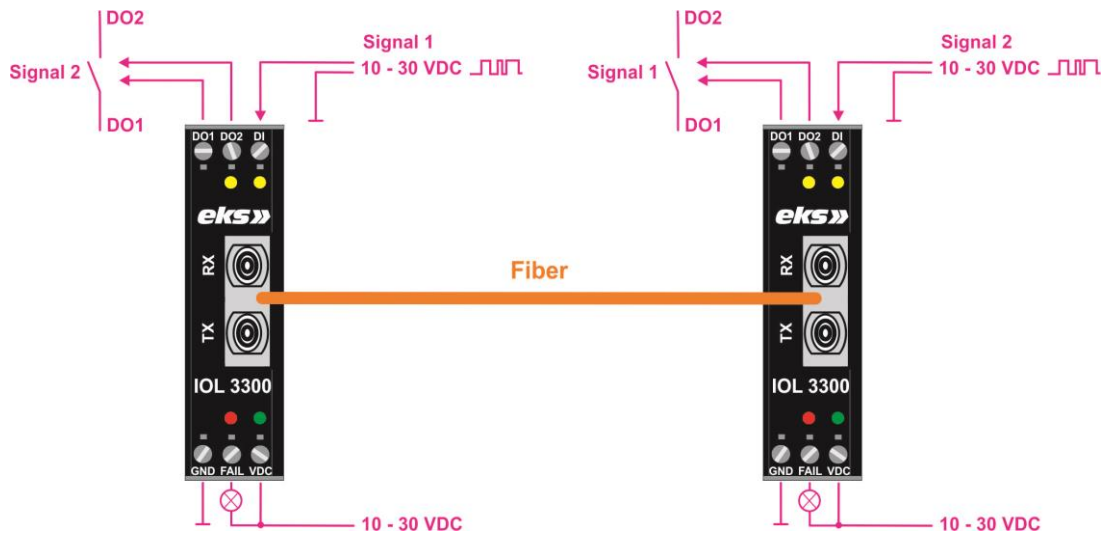 DO2
Signal 2
DO1
Signal 1
10 - 30 VDC
DO2
Signal 1
DO1
Signal 2
10 - 30 VDC
DO1 DO2 DI
eks
RX
TX
IOL 3300
GND FAIL VDC
10 - 30 VDC
Fiber
DO1 DO2 DI
eks
RX
TX
IOL 3300
GND FAIL VDC
10 - 30 VDC